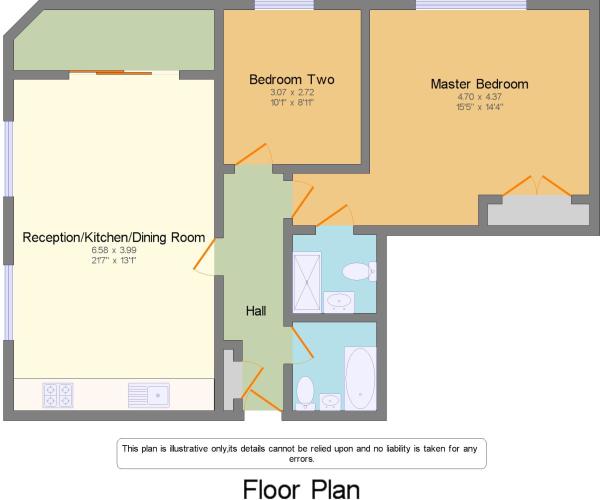 Bedroom Two
3.07 x 2.72
10'1" x 8'11"
Master Bedroom
4.70 x 4.37
15'5" x 14'4"
Reception/Kitchen/Dining Room
6.58 x 3.99
21'7" x 13'1"
Hall
This plan is illustrative only,its details cannot be relied upon and no liability is taken for any
errors.
Floor Plan